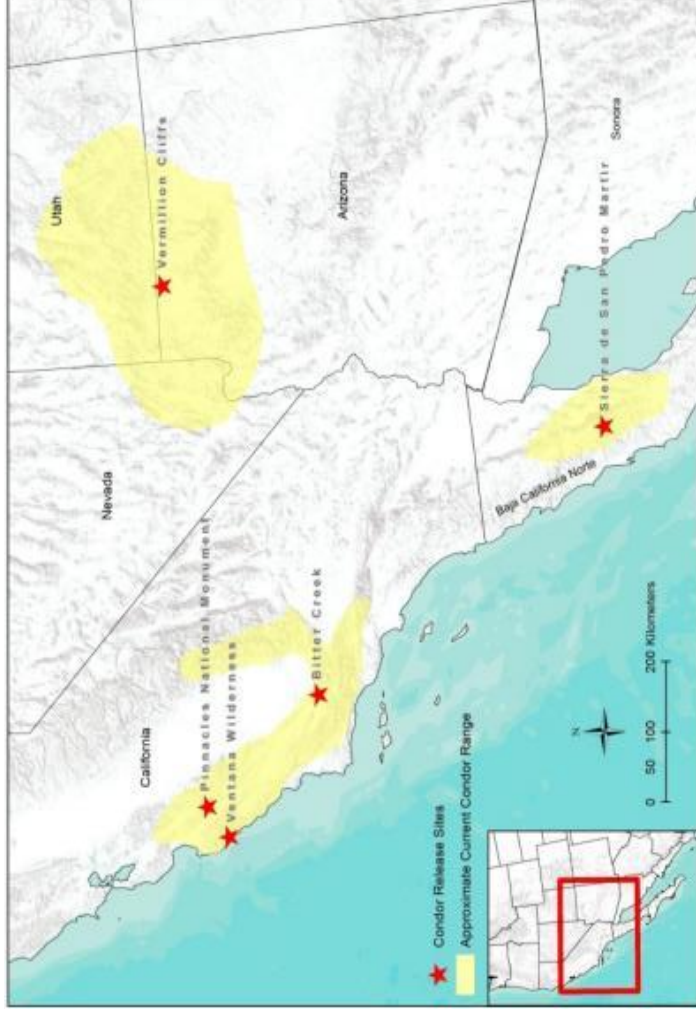 Utah
Nevada
Vermillion Cliffs
California
Pinnacles National Monument
Ventana Wilderness
Arizona
Bitter Creek
Sonora
Baja California Norte
Sierra de San Pedro Martir
Condor Release Sites
Approximate Current Condor Range
N
0 50 100 200 Kilometers